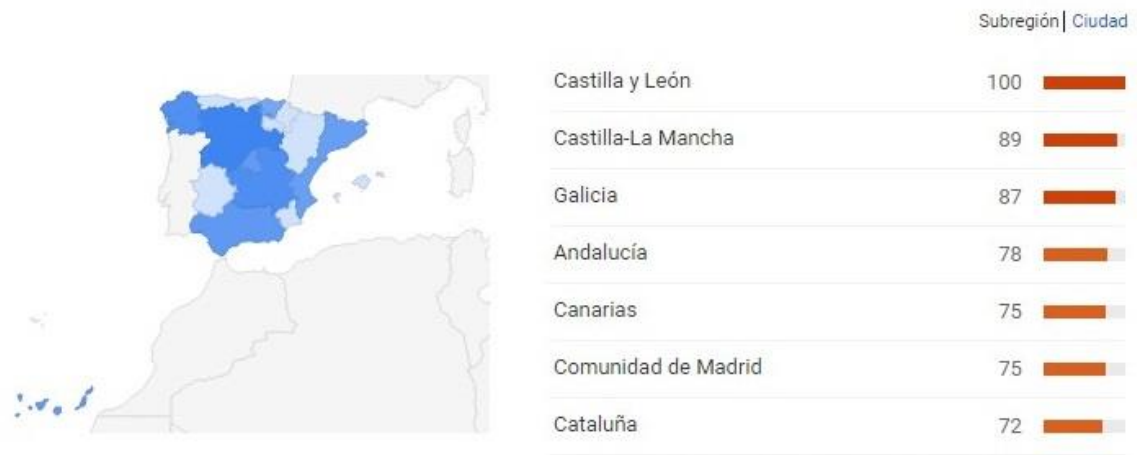 Subregión| Ciudad
Castilla y León 100
Castilla-La Mancha 89
Galicia 87
Andalucía 78
Canarias 75
Comunidad de Madrid 75
Cataluña 72